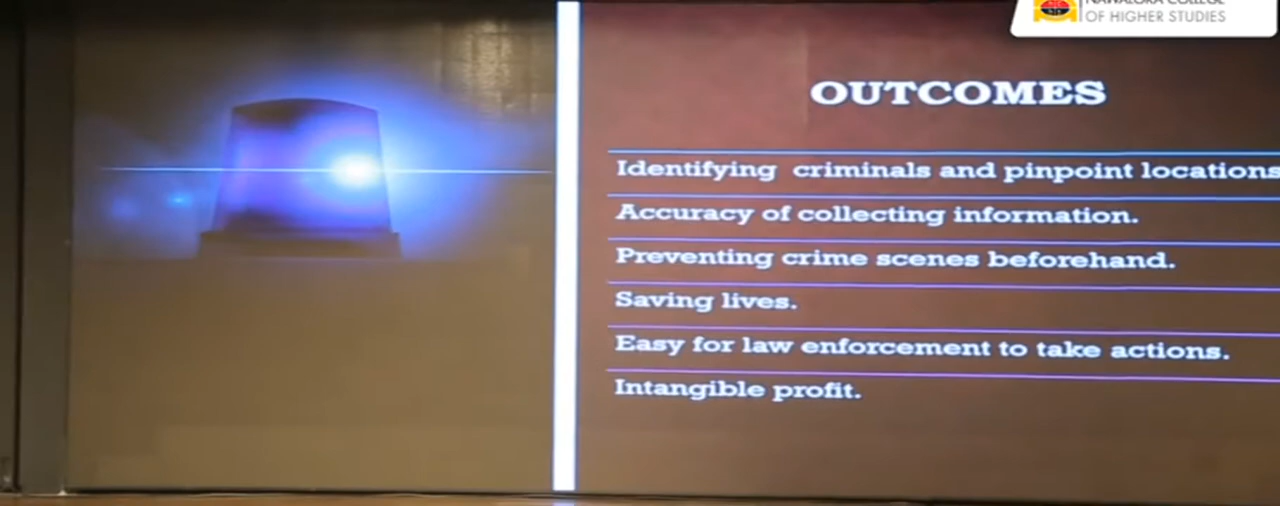 OF HIGHER STUDIES
OUTCOMES
Identifying criminals and pinpoint locations
Accuracy of collecting information.
Preventing crime scenes beforehand.
Saving lives.
Easy for law enforcement to take actions.
Intangible profit.